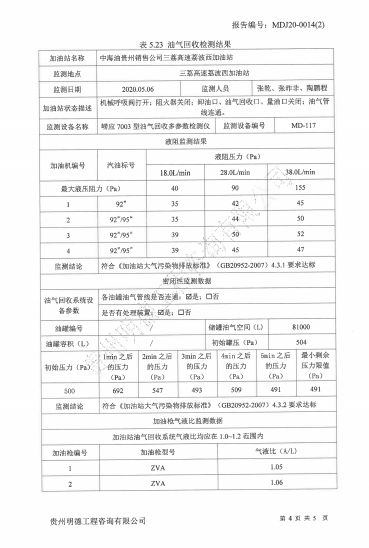 报告编号：MDJ20-0014(2)
表 5.23 油气回收检测结果
加油站名称 中海油贵州销售公司三荔高速荔波西加油站
监测地点 三荔高速荔波西加油站
监测日期 2020.05.06 监测人员 张乾、张祚非、陶鹏程
加油站状态描述 机械呼吸阀打开；阻火器关闭；卸油口、油气回收口、量油口关闭；油气管
线连通。
监测设备名称 崂应 7003 型油气回收多参数检测仪 监测设备编号 MD-117
液阻监测结果
加油机编号 汽油标号 液阻压力（Pa）
18.0L/min 28.0L/min 38.0L/min
最大液压阻力（Pa） 40 90 155
1 92# 35 42 45
2 92#/95# 35 44 50
3 92#/95# 39 50 52
4 92#/95# 39 45 47
监测结论 符合《加油站大气污染物排放标准》（GB20952-2007）4.3.1 要求达标
密闭性监测数据
油气回收系统设
备参数
各油罐油气管线是否连通：☑是；□否
是否有处理装置：☑是；□否
油罐编号 储罐油气空间（L） 81000
油罐容积（L） / 初始罐压（Pa） 504
初始压力（Pa） 1min 之后
的压力
（Pa） 2min 之后
的压力
（Pa） 3min 之后
的压力
（Pa） 4min 之后
的压力
（Pa） 5min 之后
的压力
（Pa） 最小剩余
压力限值
（Pa）
500 692 547 493 509 491 491
监测结论 符合《加油站大气污染物排放标准》（GB20952-2007）4.3.2 要求达标
加油枪气液比监测数据
加油站油气回收系统气液比均应在 1.0~1.2 范围内
加油枪编号 加油枪型号 气液比（A/L）
1 ZVA 1.05
2 ZVA 1.06
贵州明德工程咨询有限公司
第 4 页 共 5 页